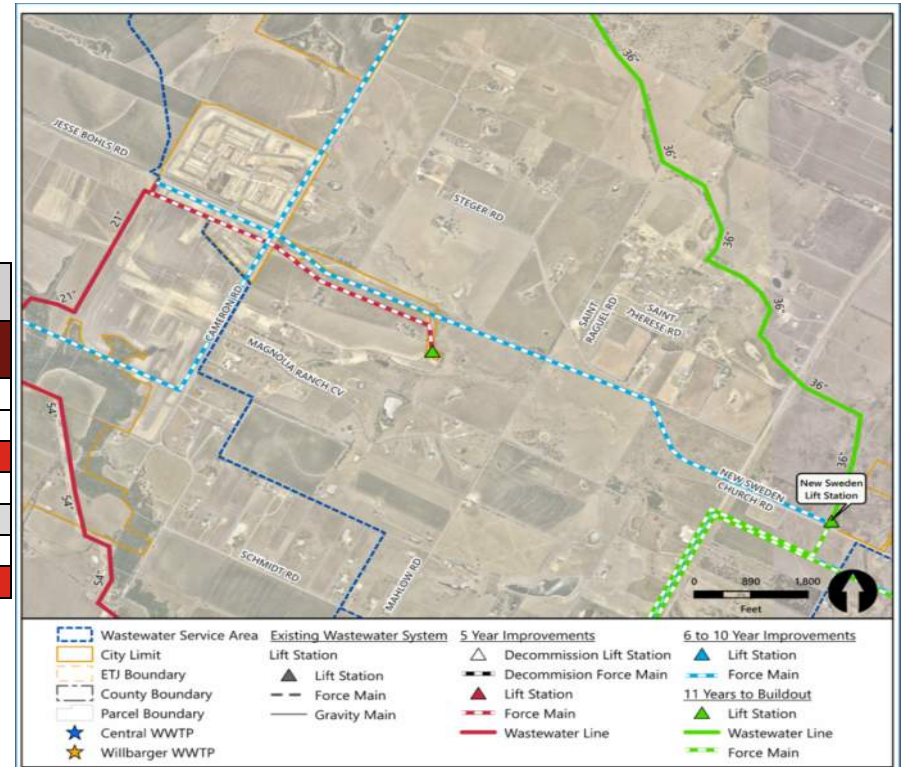 JESSE BOHLS RD
36"
36"
STEGER RD
21"
36"
21"
CAMERON RD
SAINT
RAGUEL RD
SAINT
THERESE RD
36"
MAGNOLIA RANCH CV
36"
54"
36"
NEW SWEDEN
CHURCH RD
New Sweden
Lift Station
54"
SCHMIDT RD
MAHLOW RD
54"
0 890 1,800
Feet
Wastewater Service Area
City Limit
ETJ Boundary
County Boundary
Parcel Boundary
Central WWTP
Willbarger WWTP
Existing Wastewater System
Lift Station
Lift Station
Force Main
Gravity Main
5 Year Improvements
Decommission Lift Station
Decommision Force Main
Lift Station
Force Main
Wastewater Line
6 to 10 Year Improvements
Lift Station
Force Main
11 Years to Buildout
Lift Station
Wastewater Line
Force Main